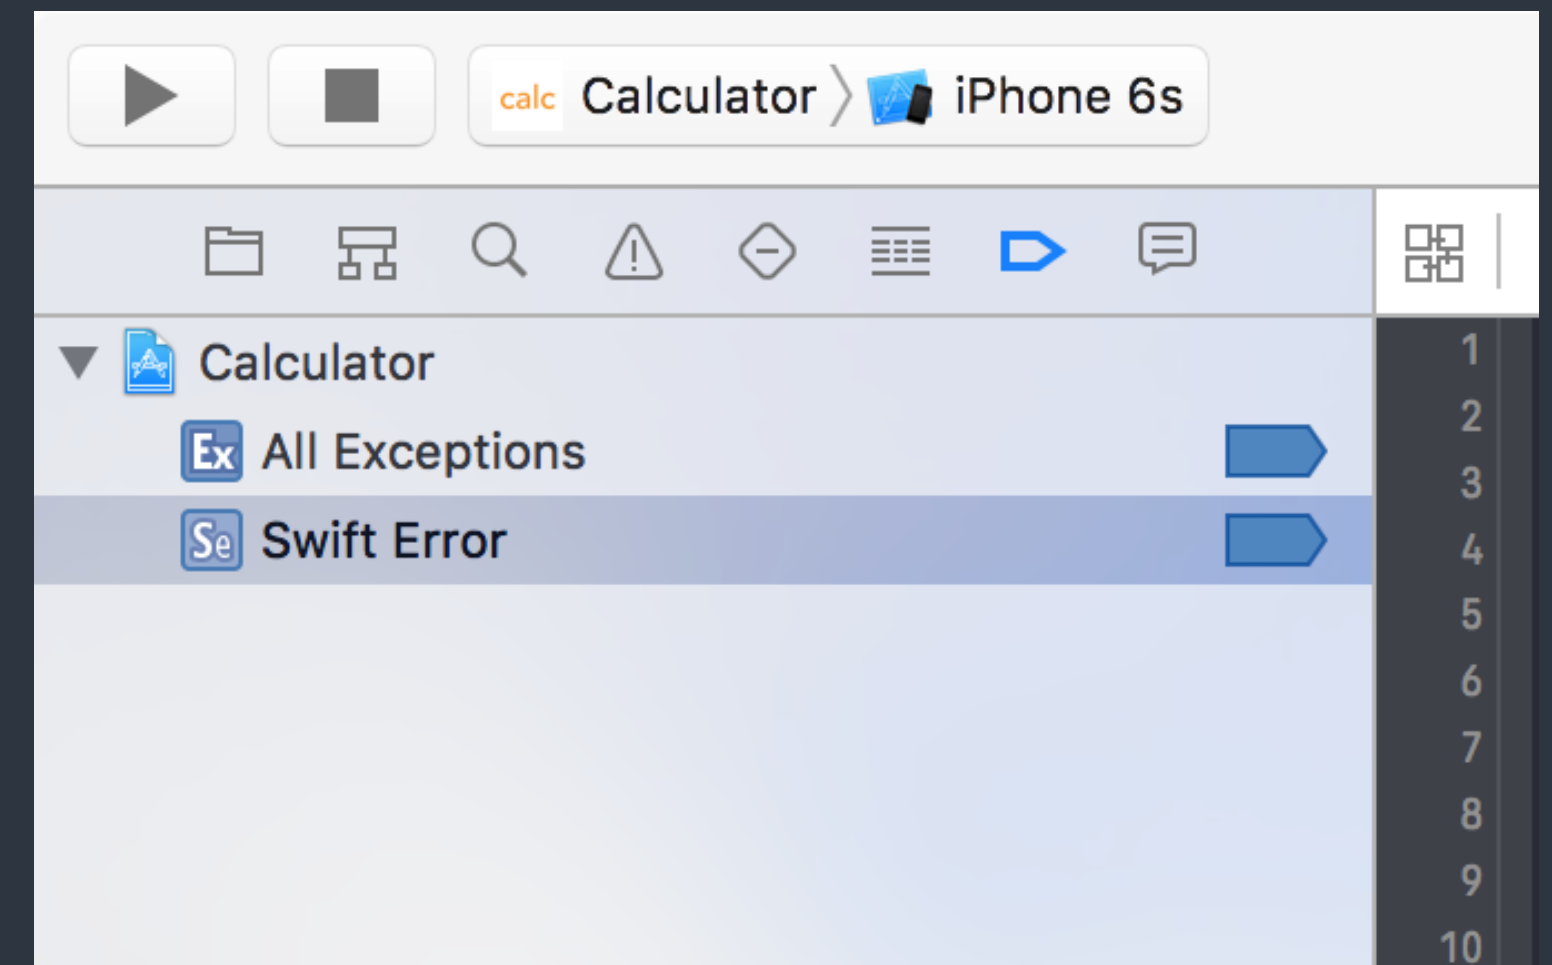 calc Calculator iPhone 6s
Calculator
Ex All Exceptions
Se Swift Error
1
2
3
4
5
6
7
8
9
10